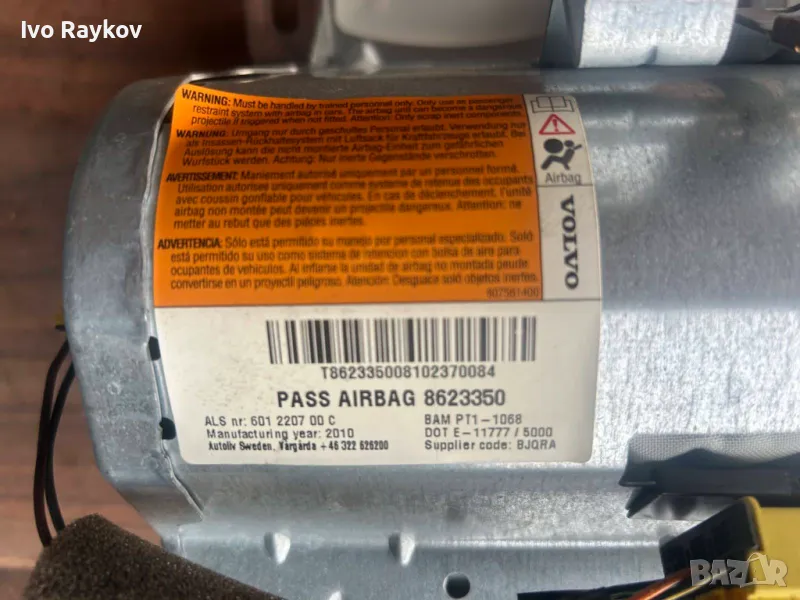 Ivo Raykov
WARNING: Must be handled by trained personnel only. Only use as passenger
restraint system with airbag in cars. The airbag unit can become a dangerous
projectile if triggered when not fitted. Attention: Only scrap inert components.
WARNUNG: Umgang nur durch geschultes Personal erlaubt. Verwendung nur
als Insassen-Rückhaltesystem mit Luftsack für Kraftfahrzeuge erlaubt. Bei
Auslösung kann die nicht montierte Airbag-Einheit zum gefährlichen
Wurfstück werden. Achtung: Nur inerte Gegenstände verschrotten.
AVERTISSEMENT: Maniement autorisé uniquement par un personnel formé.
Utilisation autorisée uniquement comme système de retenue des occupants
avec coussin gonflable pour véhicules. En cas de déclenchement, l'unité
airbag non montée peut devenir un projectile dangereux. Attention: ne
mettre au rebut que des pièces inertes.
ADVERTENCIA: Sólo está permitido su manejo por personal especializado. Sólo
está permitido su uso como sistema de retención con bolsa de aire para
ocupantes de vehículos. Al inflarse la unidad de airbag no montada puede
convertirse en un proyectil peligroso. Atención: Desguace soló objetos inertes.
607581400
Airbag
VOLVO
T862335008102370084
PASS AIRBAG 8623350
ALS nr: 601 2207 00 C
BAM PT1-1068
Manufacturing year: 2010
DOT E-11777 / 5000
Autoliv Sweden, Vårgårda +46 322 626200
Supplier code: BJQRA
BAZAR